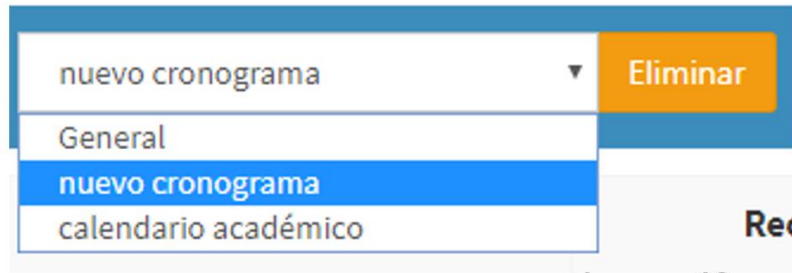 nuevo cronograma ▼ Eliminar
General
nuevo cronograma
calendario académico